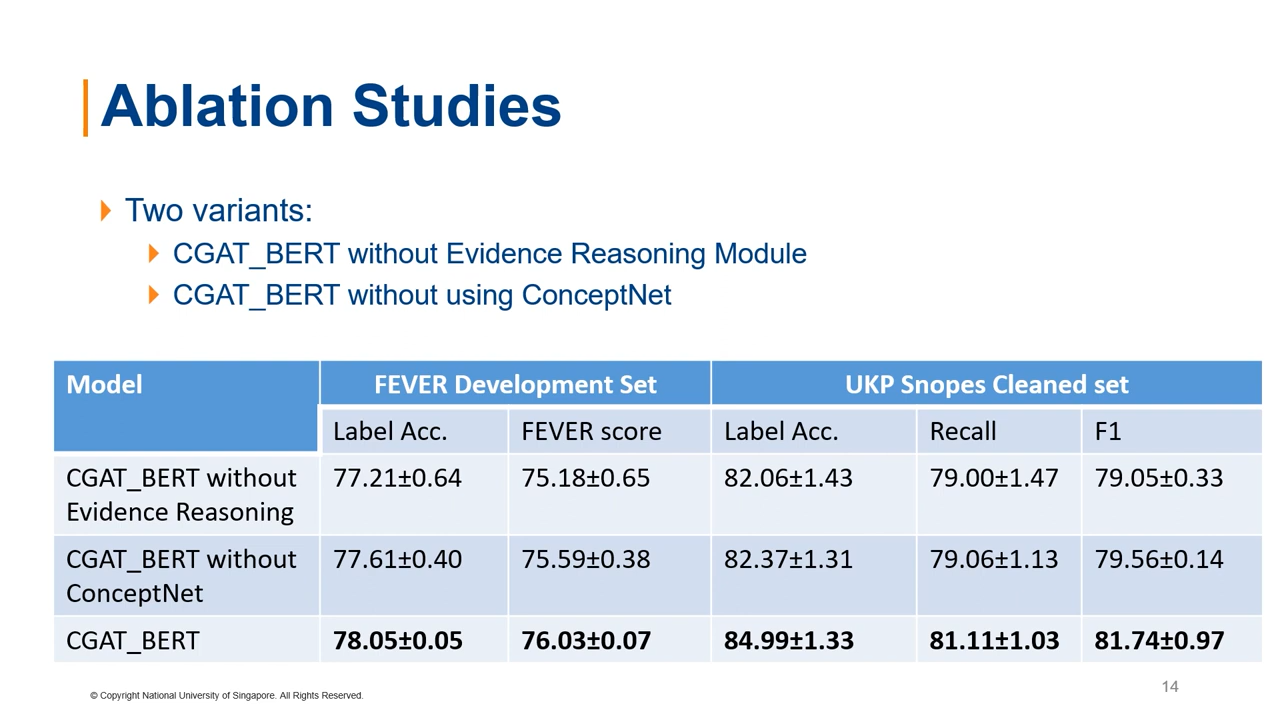 Ablation Studies
Two variants:
CGAT_BERT without Evidence Reasoning Module
CGAT_BERT without using ConceptNet
Model FEVER Development Set UKP Snopes Cleaned set
Label Acc. FEVER score Label Acc. Recall F1
CGAT_BERT without 77.21±0.64 75.18±0.65 82.06±1.43 79.00±1.47 79.05±0.33
Evidence Reasoning
CGAT_BERT without 77.61±0.40 75.59±0.38 82.37±1.31 79.06±1.13 79.56±0.14
ConceptNet
CGAT_BERT 78.05±0.05 76.03±0.07 84.99±1.33 81.11±1.03 81.74±0.97
© Copyright National University of Singapore. All Rights Reserved.
14